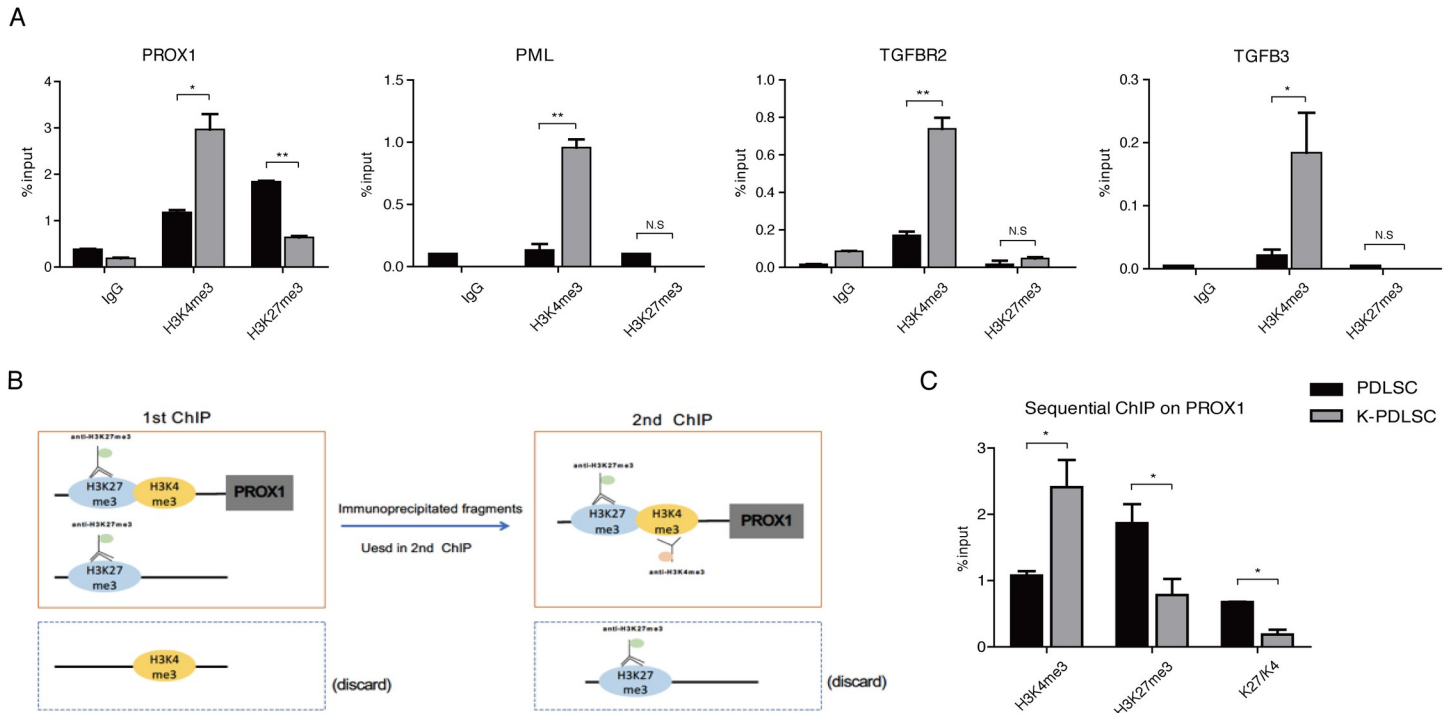 A
PROX1
4
3
2
1
0
%input
*
**
IgG
H3K4me3
H3K27me3
PML
1.5
1.0
0.5
0.0
%input
**
N.S
IgG
H3K4me3
H3K27me3
TGFBR2
1.0
0.8
0.6
0.4
0.2
0.0
%input
**
N.S
IgG
H3K4me3
H3K27me3
TGFB3
0.3
0.2
0.1
0.0
%input
*
N.S
IgG
H3K4me3
H3K27me3
B
1st ChIP
anti-H3K27me3
H3K27
me3
H3K4
me3
PROX1
anti-H3K27me3
H3K27
me3
H3K4
me3
(discard)
Immunoprecipitated fragments
Uesd in 2nd ChIP
2nd ChIP
anti-H3K27me3
H3K27
me3
H3K4
me3
PROX1
anti-H3K4me3
anti-H3K27me3
H3K27
me3
(discard)
C
PDLSC
K-PDLSC
Sequential ChIP on PROX1
3
2
1
0
%input
*
*
*
H3K4me3
H3K27me3
K27/K4